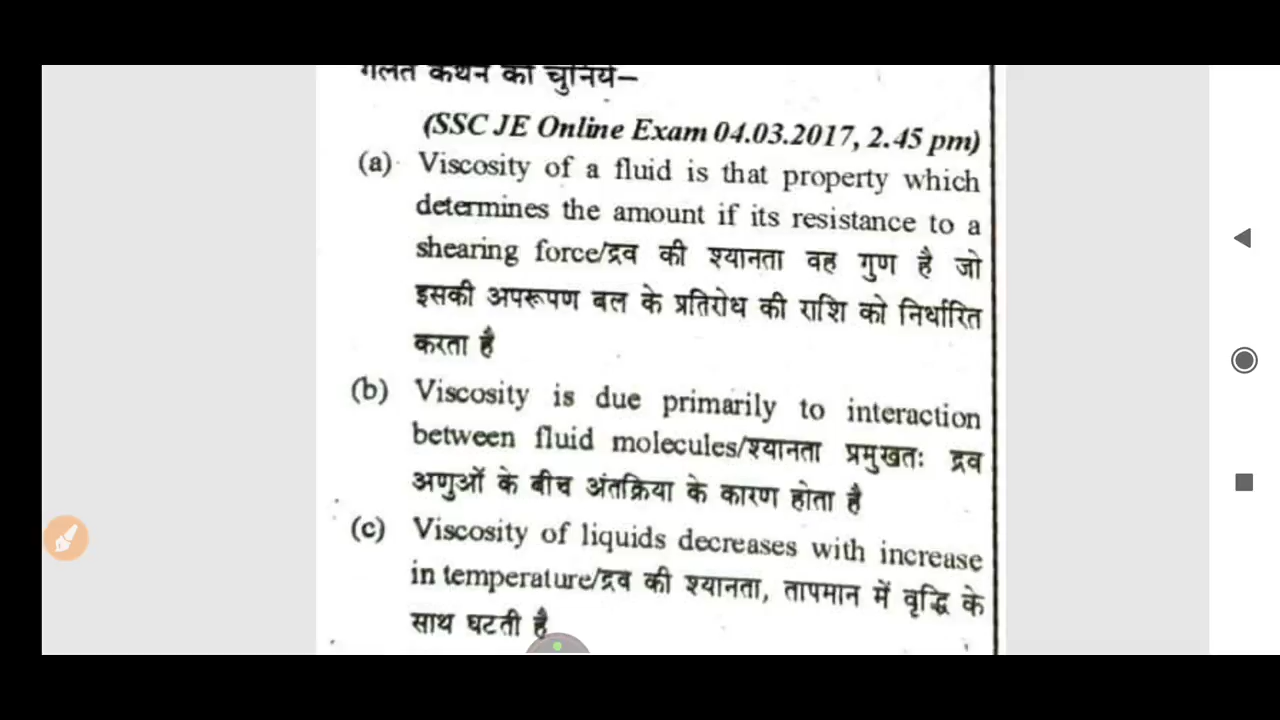 गलत कथन को चुनिये–
(SSC JE Online Exam 04.03.2017, 2.45 pm)
(a) Viscosity of a fluid is that property which
determines the amount if its resistance to a
shearing force/द्रव की श्यानता वह गुण है जो
इसकी अपरूपण बल के प्रतिरोध की राशि को निर्धारित
करता है
(b) Viscosity is due primarily to interaction
between fluid molecules/श्यानता प्रमुखतः द्रव
अणुओं के बीच अंतक्रिया के कारण होता है
(c) Viscosity of liquids decreases with increase
in temperature/द्रव की श्यानता, तापमान में वृद्धि के
साथ घटती है